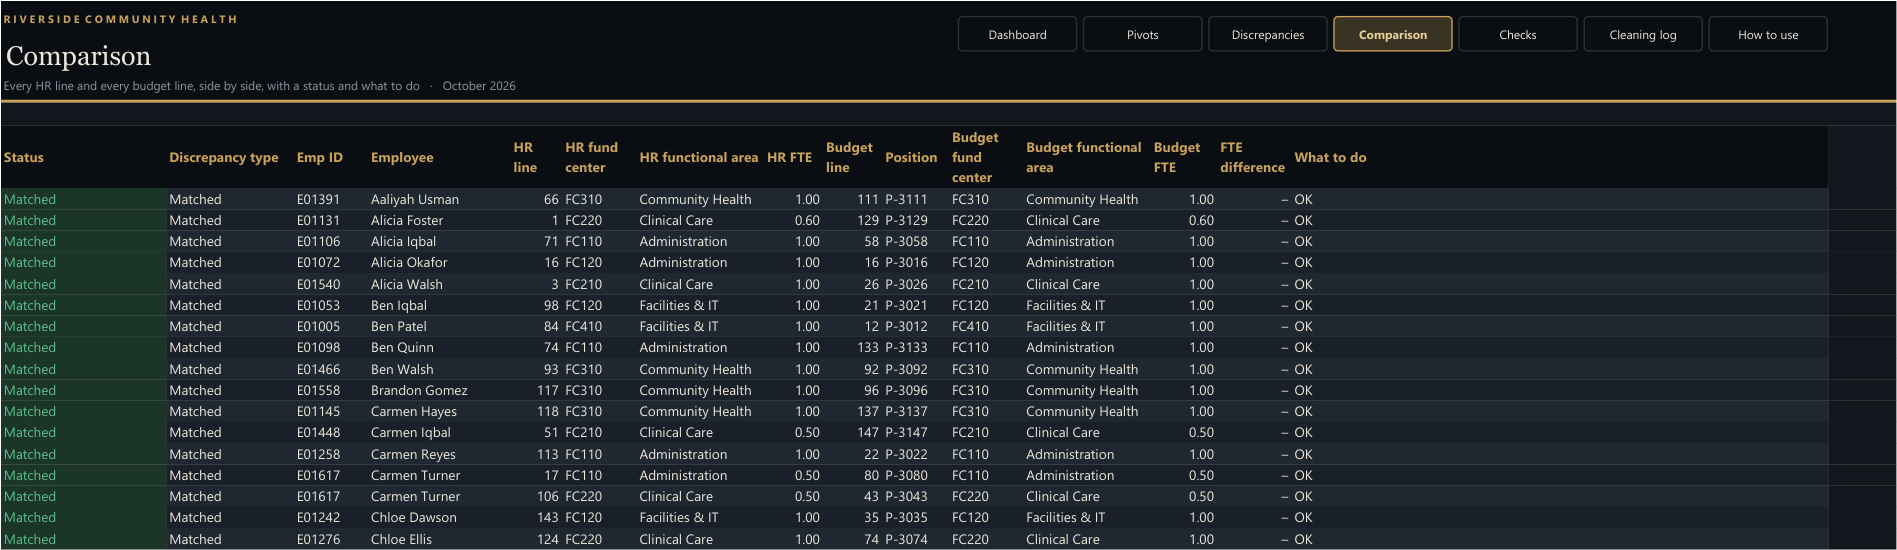 RIVERSIDE COMMUNITY HEALTH
Dashboard Pivots Discrepancies Comparison Checks Cleaning log How to use
Comparison
Every HR line and every budget line, side by side, with a status and what to do · October 2026
Status Discrepancy type Emp ID Employee HR line HR fund center HR functional area HR FTE Budget line Position Budget fund center Budget functional area Budget FTE FTE difference What to do
Matched Matched E01391 Aaliyah Usman 66 FC310 Community Health 1.00 111 P-3111 FC310 Community Health 1.00 – OK
Matched Matched E01131 Alicia Foster 1 FC220 Clinical Care 0.60 129 P-3129 FC220 Clinical Care 0.60 – OK
Matched Matched E01106 Alicia Iqbal 71 FC110 Administration 1.00 58 P-3058 FC110 Administration 1.00 – OK
Matched Matched E01072 Alicia Okafor 16 FC120 Administration 1.00 16 P-3016 FC120 Administration 1.00 – OK
Matched Matched E01540 Alicia Walsh 3 FC210 Clinical Care 1.00 26 P-3026 FC210 Clinical Care 1.00 – OK
Matched Matched E01053 Ben Iqbal 98 FC120 Facilities & IT 1.00 21 P-3021 FC120 Facilities & IT 1.00 – OK
Matched Matched E01005 Ben Patel 84 FC410 Facilities & IT 1.00 12 P-3012 FC410 Facilities & IT 1.00 – OK
Matched Matched E01098 Ben Quinn 74 FC110 Administration 1.00 133 P-3133 FC110 Administration 1.00 – OK
Matched Matched E01466 Ben Walsh 93 FC310 Community Health 1.00 92 P-3092 FC310 Community Health 1.00 – OK
Matched Matched E01558 Brandon Gomez 117 FC310 Community Health 1.00 96 P-3096 FC310 Community Health 1.00 – OK
Matched Matched E01145 Carmen Hayes 118 FC310 Community Health 1.00 137 P-3137 FC310 Community Health 1.00 – OK
Matched Matched E01448 Carmen Iqbal 51 FC210 Clinical Care 0.50 147 P-3147 FC210 Clinical Care 0.50 – OK
Matched Matched E01258 Carmen Reyes 113 FC110 Administration 1.00 22 P-3022 FC110 Administration 1.00 – OK
Matched Matched E01617 Carmen Turner 17 FC110 Administration 0.50 80 P-3080 FC110 Administration 0.50 – OK
Matched Matched E01617 Carmen Turner 106 FC220 Clinical Care 0.50 43 P-3043 FC220 Clinical Care 0.50 – OK
Matched Matched E01242 Chloe Dawson 143 FC120 Facilities & IT 1.00 35 P-3035 FC120 Facilities & IT 1.00 – OK
Matched Matched E01276 Chloe Ellis 124 FC220 Clinical Care 1.00 74 P-3074 FC220 Clinical Care 1.00 – OK